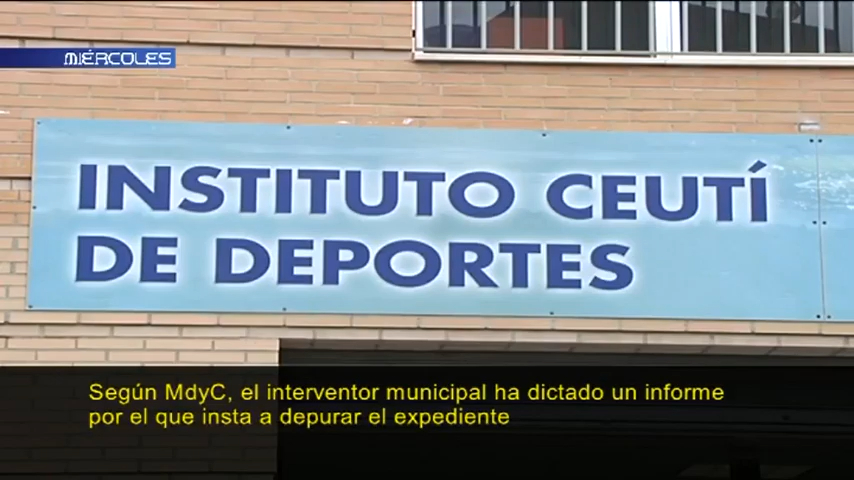 MIÉRCOLES
INSTITUTO CEUTÍ
DE DEPORTES
Según MdyC, el interventor municipal ha dictado un informe
por el que insta a depurar el expediente